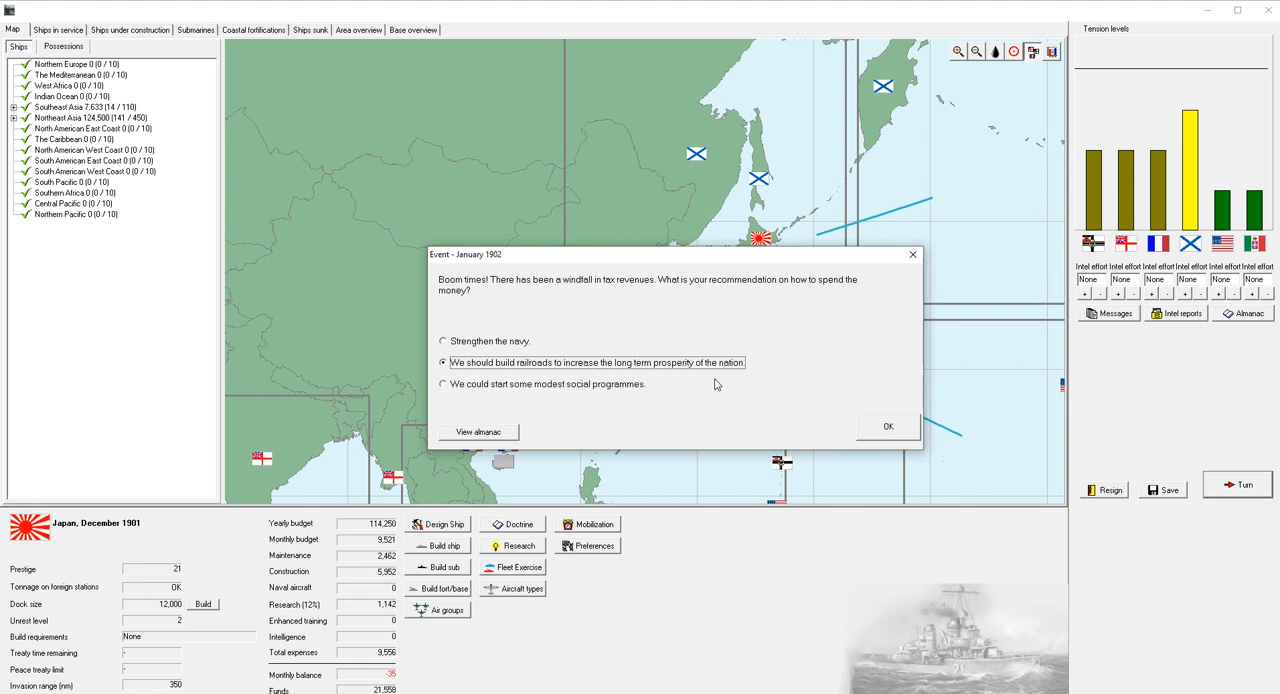 Map Ships in service Ships under construction Submarines Coastal fortifications Ships sunk Area overview Base overview
Ships Possessions
Northern Europe 0 (0 / 10)
The Mediterranean 0 (0 / 10)
West Africa 0 (0 / 10)
Indian Ocean 0 (0 / 10)
Southeast Asia 7,633 (14 / 110)
Northeast Asia 124,500 (141 / 450)
North American East Coast 0 (0 / 10)
The Caribbean 0 (0 / 10)
North American West Coast 0 (0 / 10)
South American East Coast 0 (0 / 10)
South American West Coast 0 (0 / 10)
South Pacific 0 (0 / 10)
Southern Africa 0 (0 / 10)
Central Pacific 0 (0 / 10)
Northern Pacific 0 (0 / 10)
Event - January 1902
Boom times! There has been a windfall in tax revenues. What is your recommendation on how to spend the
money?
Strengthen the navy.
We should build railroads to increase the long term prosperity of the nation.
We could start some modest social programmes.
View almanac
OK
Tension levels
Intel effort Intel effort Intel effort Intel effort Intel effort Intel effort
None None None None None None
+ - + - + - + - + - + -
Messages Intel reports Almanac
Resign Save Turn
Japan, December 1901
Prestige 21
Tonnage on foreign stations OK
Dock size 12,000 Build
Unrest level 2
Build requirements None
Treaty time remaining -
Peace treaty limit -
Invasion range (nm) 350
Yearly budget 114,250
Monthly budget 9,521
Maintenance 2,462
Construction 5,952
Naval aircraft 0
Research (12%) 1,142
Enhanced training 0
Intelligence 0
Total expenses 9,556
Monthly balance -35
Funds 21,558
Design Ship Doctrine Mobilization
Build ship Research Preferences
Build sub Fleet Exercise
Build fort/base Aircraft types
Air groups